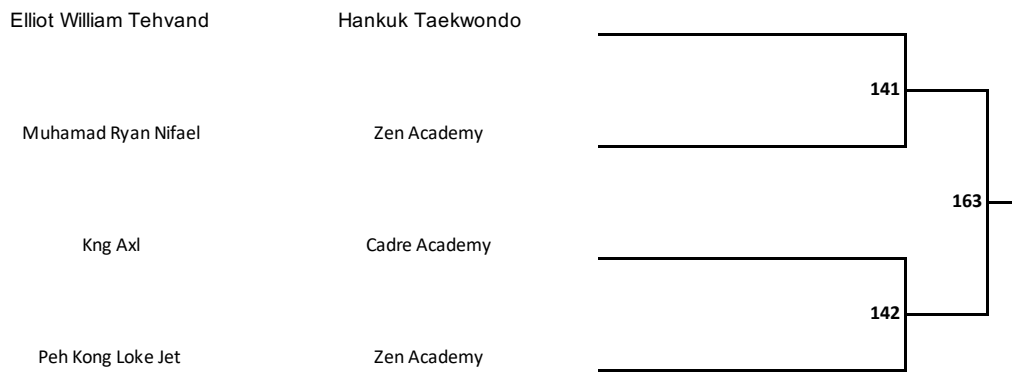 Elliot William Tehvand Hankuk Taekwondo
141
Muhamad Ryan Nifael Zen Academy
163
Kng Axl Cadre Academy
142
Peh Kong Loke Jet Zen Academy